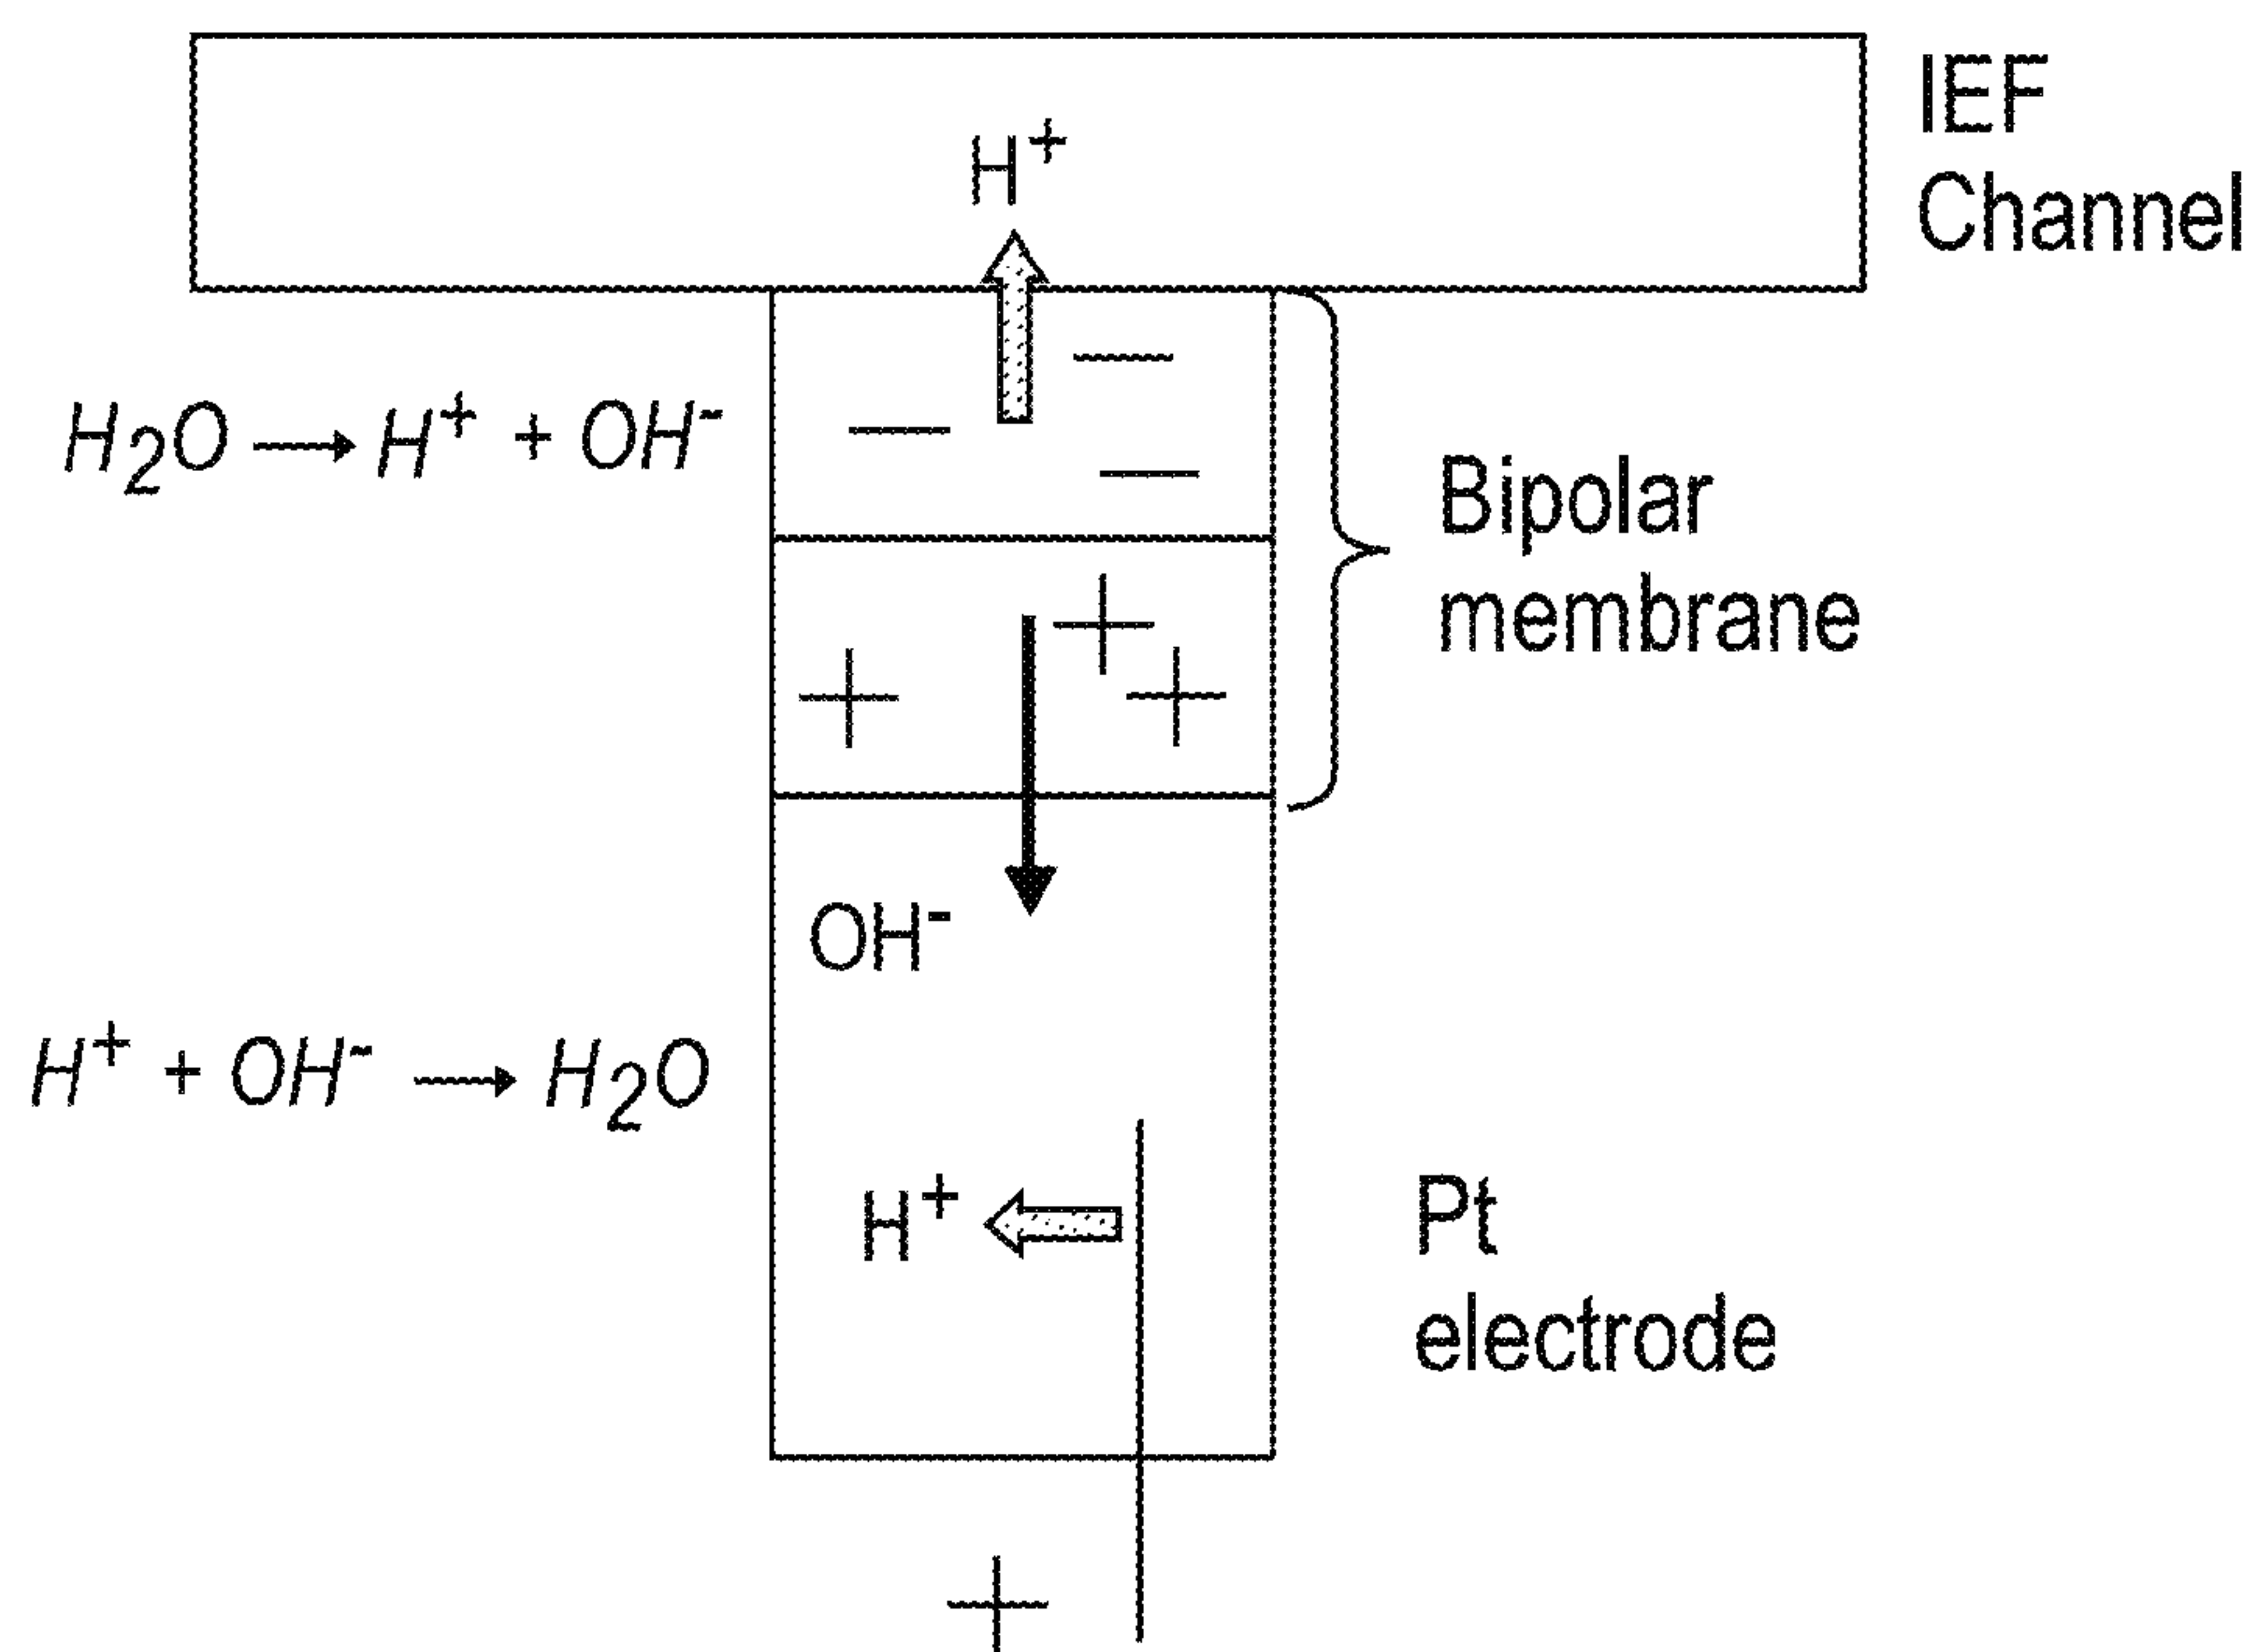 IEF
Channel
H⁺
H₂O → H⁺ + OH⁻
— — —
Bipolar
membrane
+ + +
OH⁻
H⁺ + OH⁻ → H₂O
H⁺
Pt
electrode
+